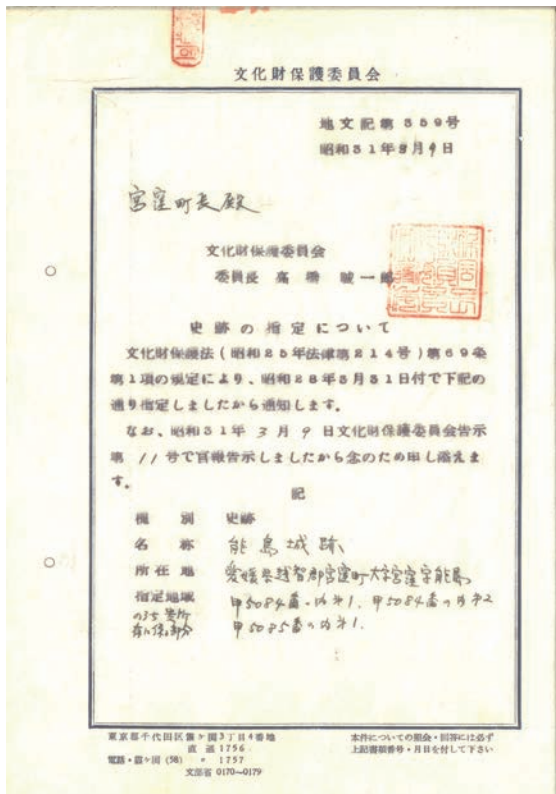 文化財保護委員会
地文記第359号
昭和31年3月9日
宮窪町長殿
文化財保護委員会
委員長 高橋誠一郎
史跡の指定について
文化財保護法(昭和25年法律第214号)第69条
第1項の規定により、昭和28年3月31日付で下記の
通り指定しましたから通知します。
なお、昭和31年3月9日文化財保護委員会告示
第11号で官報告示しましたから念のため申し添えま
す。
記
種別 史跡
名称 能島城跡
所在地 愛媛県越智郡宮窪町大字宮窪字能島
指定地域 甲5084番の内第1、甲5084番の内第2
甲5085番の内第1、
東京都千代田区霞ケ関3丁目4番地
直通1756
電話・霞ケ関(58) 〃 1757
文部省 0170~0179
本件についての照会・回答には必ず
上記書類番号・月日を付して下さい